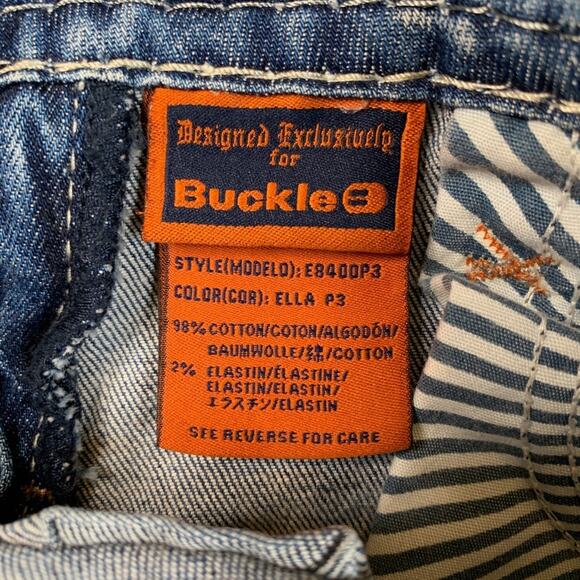 Designed Exclusively
for
Buckle B
STYLE(MODELO): E8400P3
COLOR(COR): ELLA P3
98% COTTON/COTON/ALGODÓN/
BAUMWOLLE/綿/COTTON
2% ELASTIN/ÉLASTINE/
ELASTIN/ELASTIN/
エラスチン/ELASTIN
SEE REVERSE FOR CARE